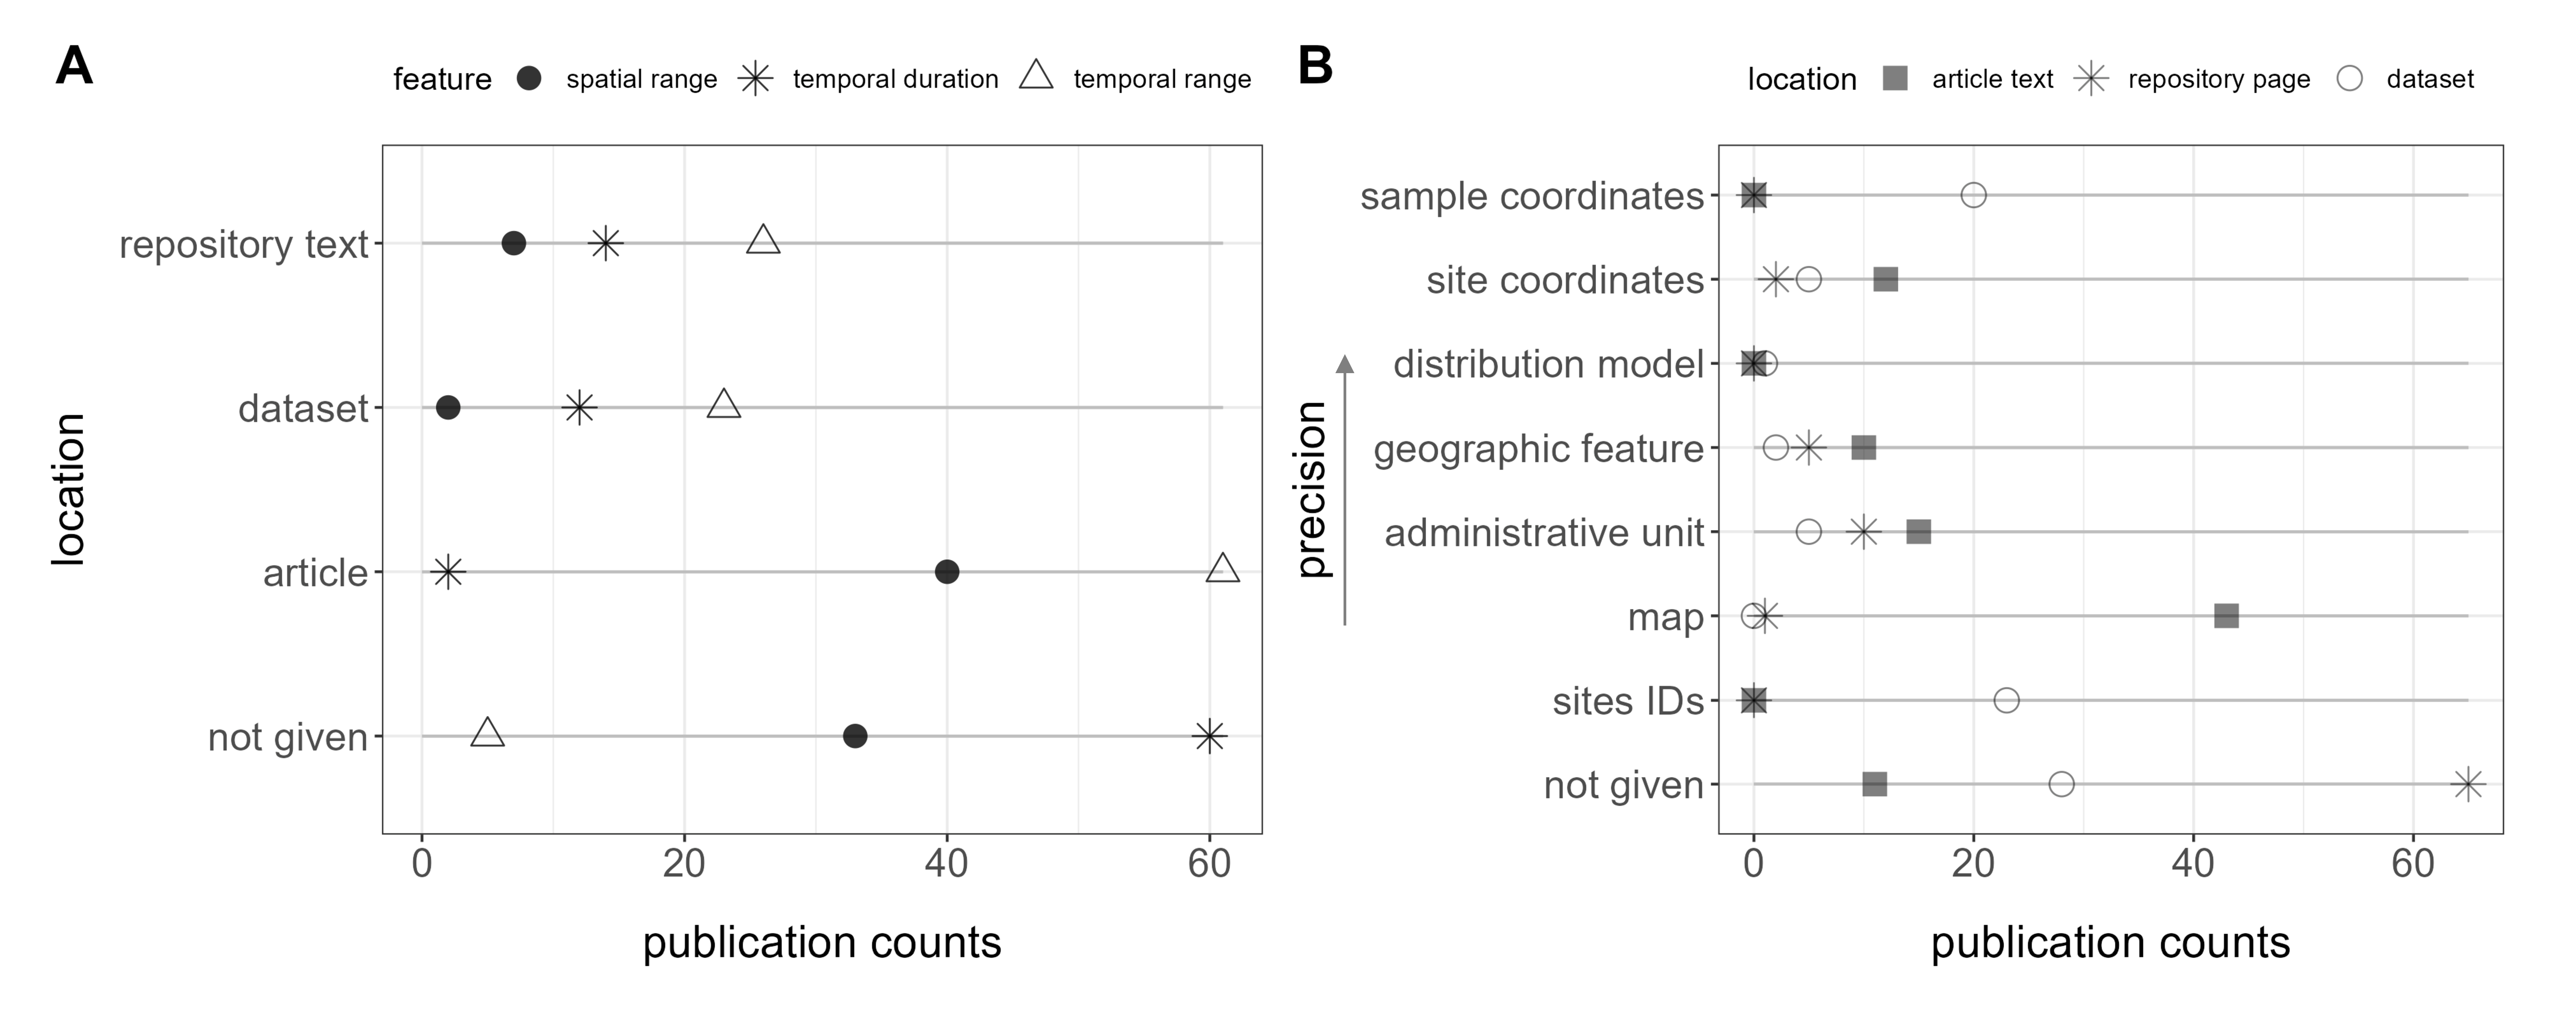 A
feature spatial range temporal duration temporal range
repository text
dataset
article
not given
location
0 20 40 60
publication counts
B
location article text repository page dataset
sample coordinates
site coordinates
distribution model
geographic feature
administrative unit
map
sites IDs
not given
precision
0 20 40 60
publication counts